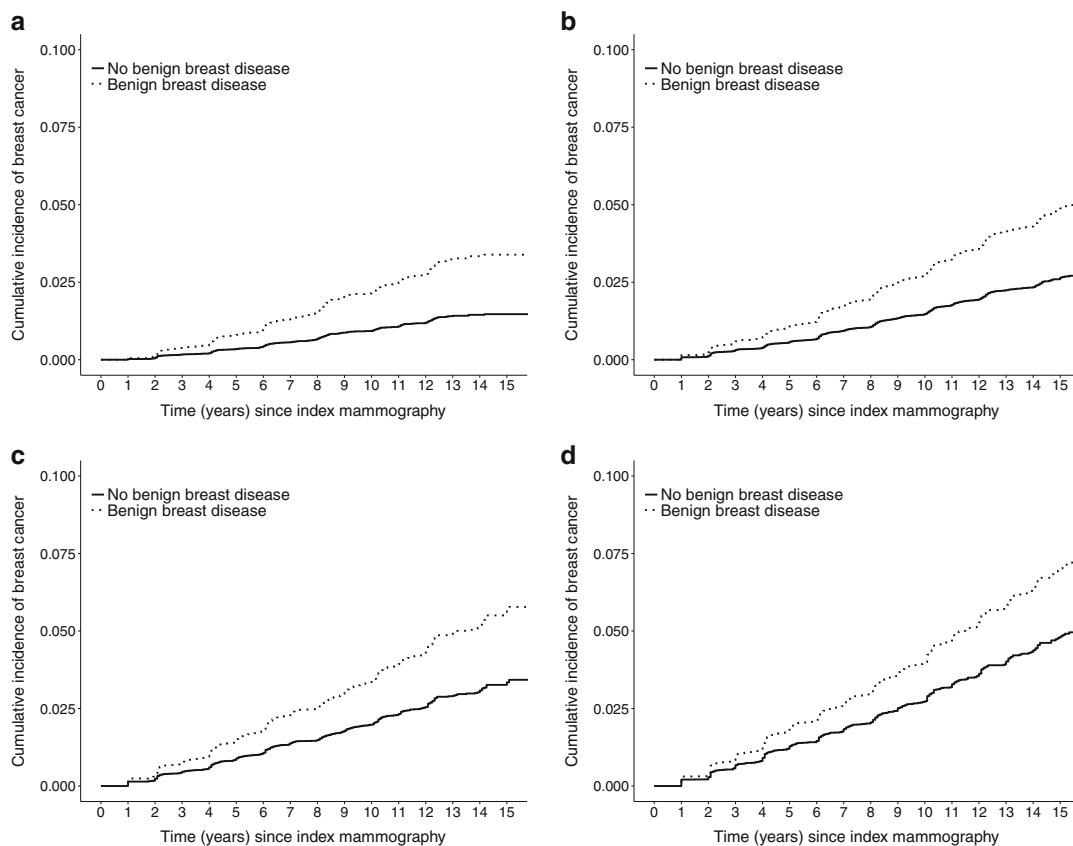 a
Cumulative incidence of breast cancer
0.100
0.075
0.050
0.025
0.000
No benign breast disease
Benign breast disease
0 1 2 3 4 5 6 7 8 9 10 11 12 13 14 15
Time (years) since index mammography
b
Cumulative incidence of breast cancer
0.100
0.075
0.050
0.025
0.000
No benign breast disease
Benign breast disease
0 1 2 3 4 5 6 7 8 9 10 11 12 13 14 15
Time (years) since index mammography
c
Cumulative incidence of breast cancer
0.100
0.075
0.050
0.025
0.000
No benign breast disease
Benign breast disease
0 1 2 3 4 5 6 7 8 9 10 11 12 13 14 15
Time (years) since index mammography
d
Cumulative incidence of breast cancer
0.100
0.075
0.050
0.025
0.000
No benign breast disease
Benign breast disease
0 1 2 3 4 5 6 7 8 9 10 11 12 13 14 15
Time (years) since index mammography